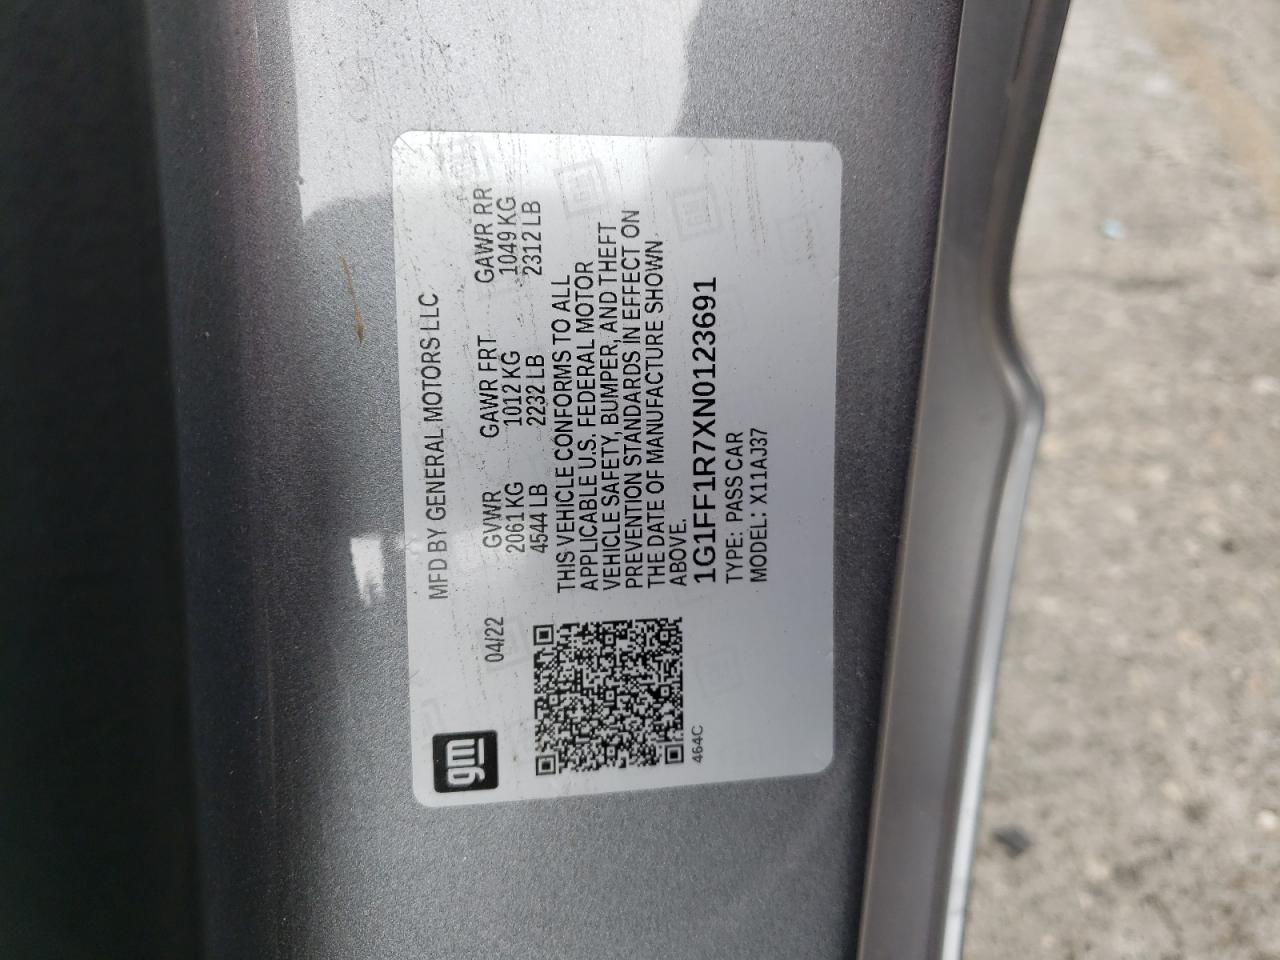 gm
MFD BY GENERAL MOTORS LLC
04/22
GVWR GAWR FRT GAWR RR
2061 KG 1012 KG 1049 KG
4544 LB 2232 LB 2312 LB
THIS VEHICLE CONFORMS TO ALL
APPLICABLE U.S. FEDERAL MOTOR
VEHICLE SAFETY, BUMPER, AND THEFT
PREVENTION STANDARDS IN EFFECT ON
THE DATE OF MANUFACTURE SHOWN
ABOVE.
1G1FF1R7XN0123691
TYPE: PASS CAR
MODEL: X11AJ37
464C